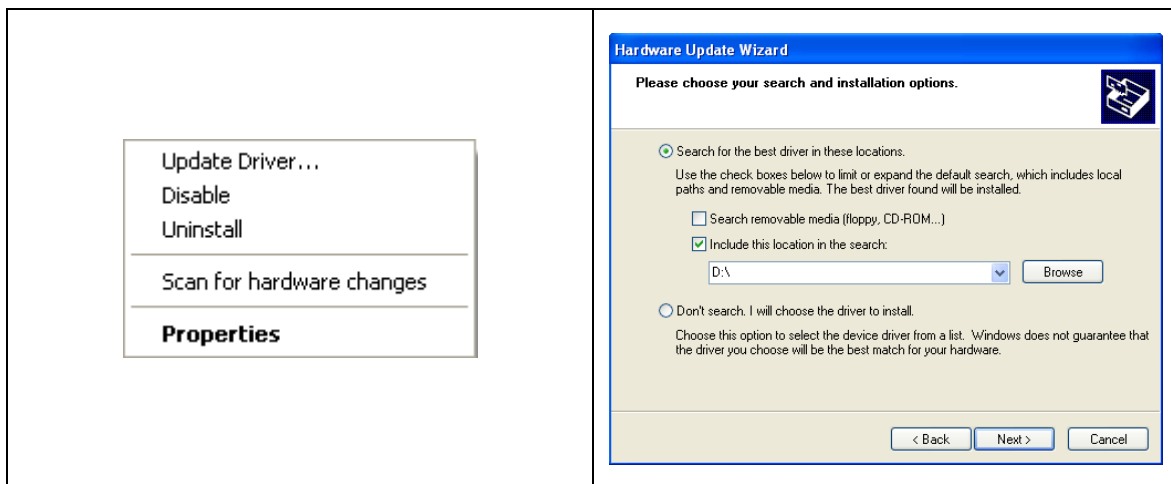 Update Driver...
Disable
Uninstall
Scan for hardware changes
Properties
Hardware Update Wizard
Please choose your search and installation options.
Search for the best driver in these locations.
Use the check boxes below to limit or expand the default search, which includes local
paths and removable media. The best driver found will be installed.
Search removable media (floppy, CD-ROM...)
Include this location in the search:
D:\
Browse
Don't search. I will choose the driver to install.
Choose this option to select the device driver from a list. Windows does not guarantee that
the driver you choose will be the best match for your hardware.
< Back
Next >
Cancel